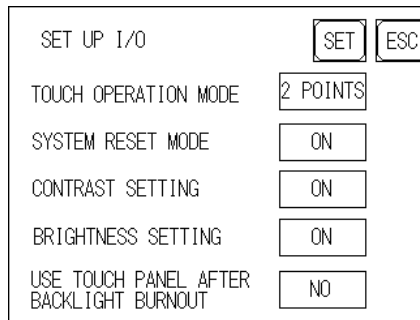 SET UP I/O SET ESC
TOUCH OPERATION MODE 2 POINTS
SYSTEM RESET MODE ON
CONTRAST SETTING ON
BRIGHTNESS SETTING ON
USE TOUCH PANEL AFTER
BACKLIGHT BURNOUT NO